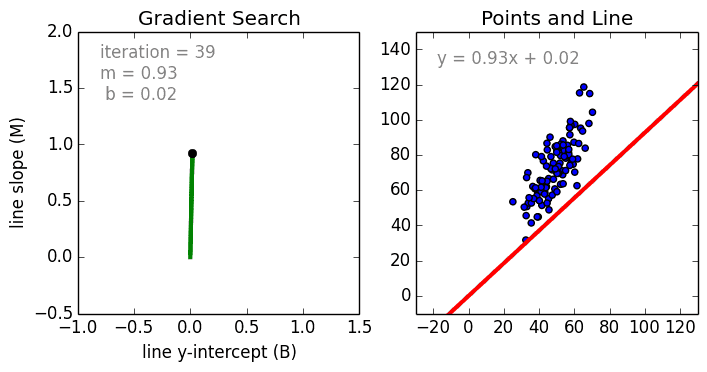 Gradient Search
iteration = 39
m = 0.93
b = 0.02
line slope (M)
2.0
1.5
1.0
0.5
0.0
−0.5
−1.0 −0.5 0.0 0.5 1.0 1.5
line y-intercept (B)
Points and Line
y = 0.93x + 0.02
140
120
100
80
60
40
20
0
−20 0 20 40 60 80 100 120